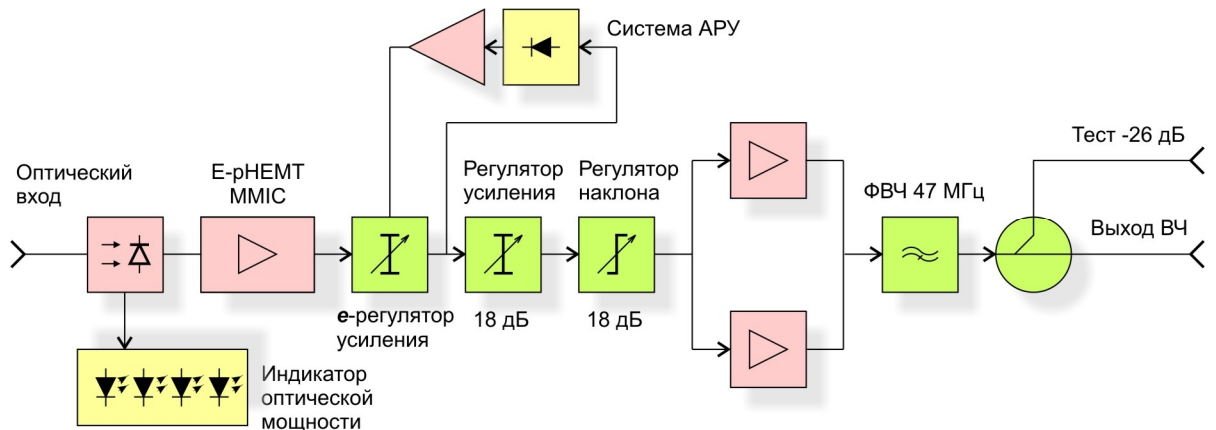 Система АРУ
Оптический
вход
E-pHEMT
MMIC
Регулятор
усиления
Регулятор
наклона
ФВЧ 47 МГц
Тест -26 дБ
Выход ВЧ
е-регулятор
усиления
18 дБ
18 дБ
Индикатор
оптической
мощности